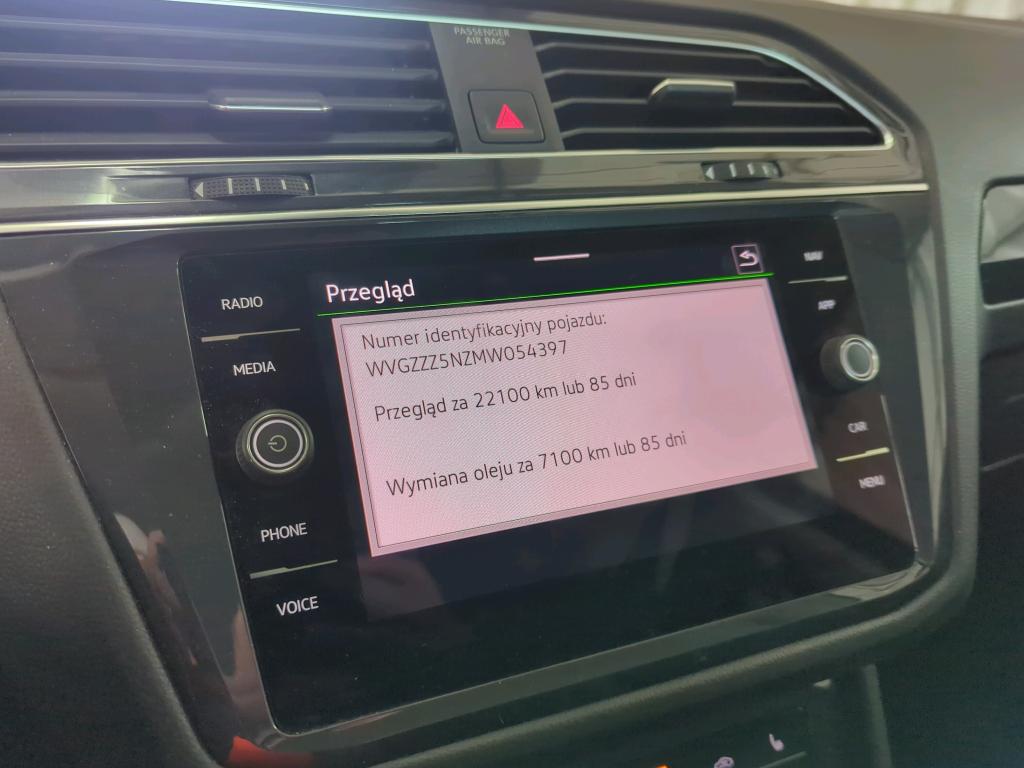 PASSENGER
AIR BAG
RADIO
MEDIA
PHONE
VOICE
Przegląd
Numer identyfikacyjny pojazdu:
WVGZZZ5NZMW054397
Przegląd za 22100 km lub 85 dni
Wymiana oleju za 7100 km lub 85 dni
NAV
APP
CAR
MENU